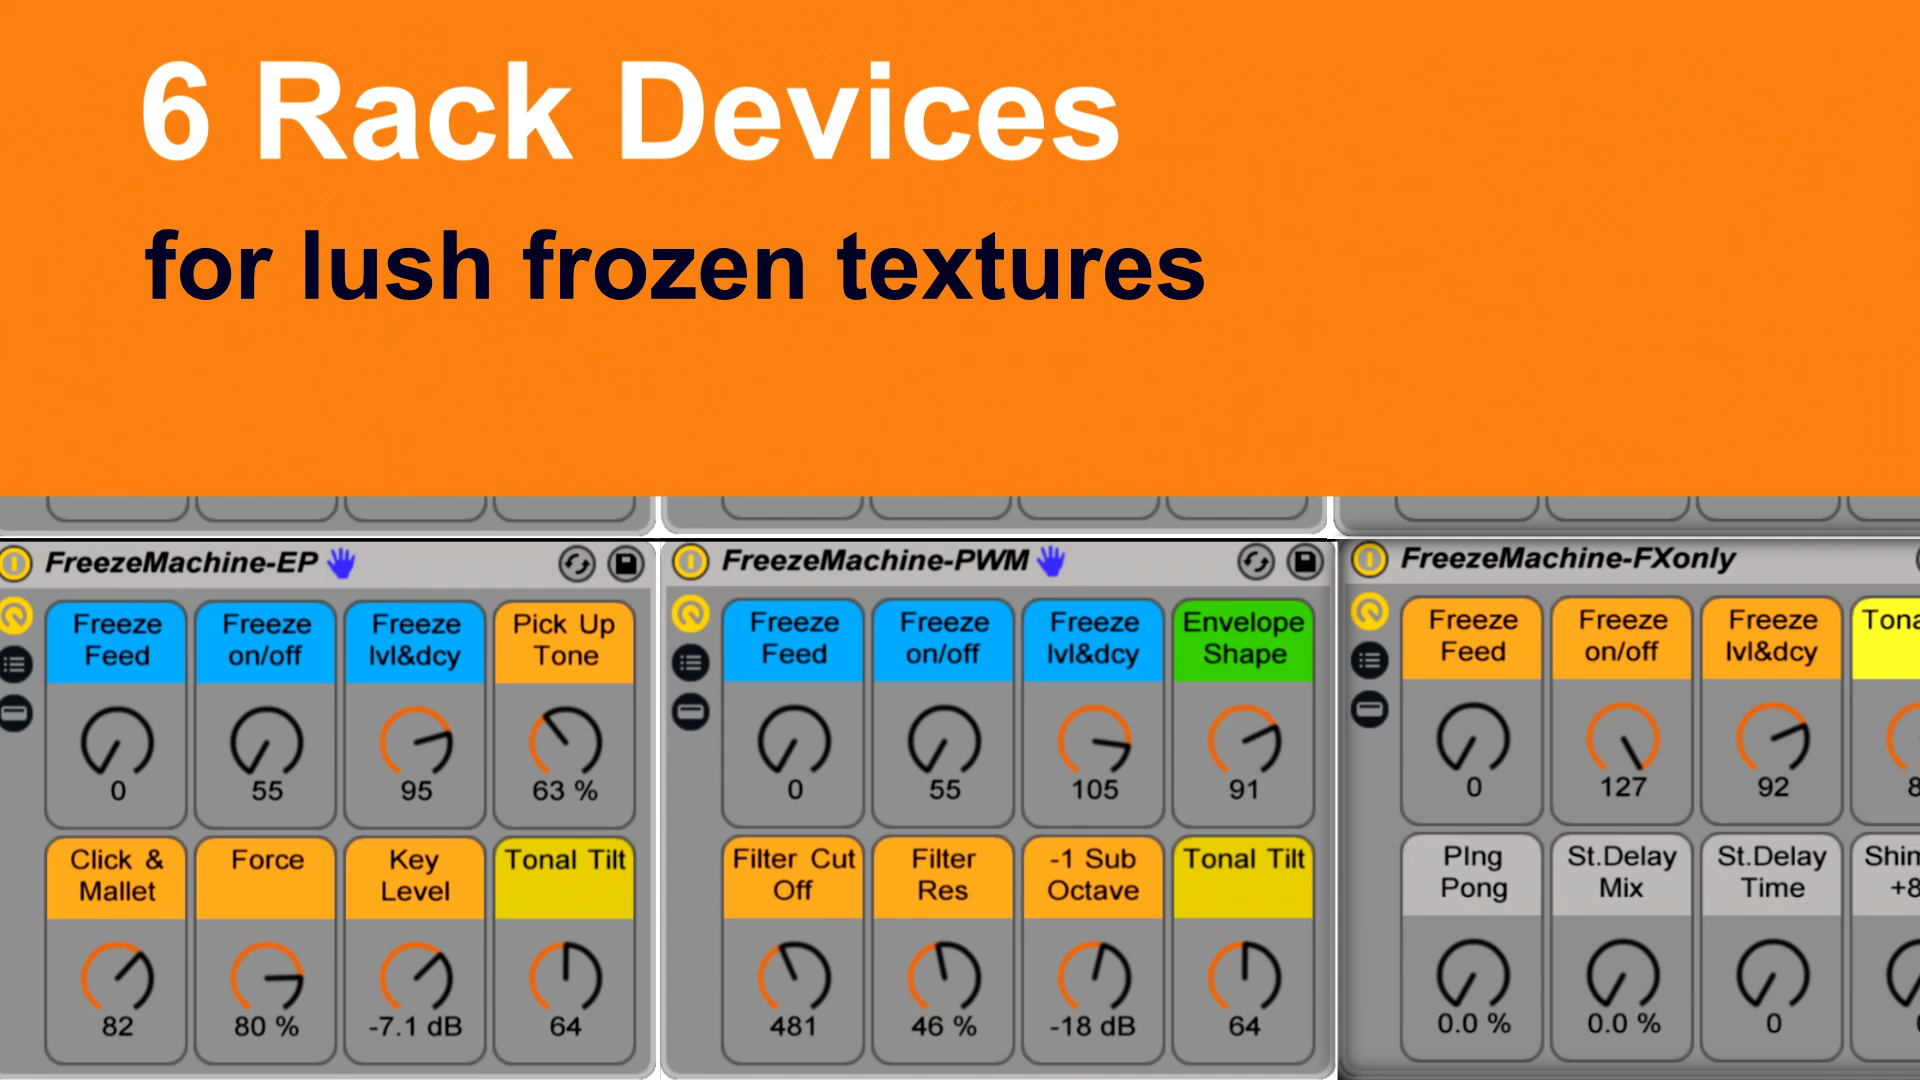 6 Rack Devices
for lush frozen textures
FreezeMachine-EP
Freeze Feed
Freeze on/off
Freeze lvl&dcy
Pick Up Tone
0
55
95
63 %
Click & Mallet
Force
Key Level
Tonal Tilt
82
80 %
-7.1 dB
64
FreezeMachine-PWM
Freeze Feed
Freeze on/off
Freeze lvl&dcy
Envelope Shape
0
55
105
91
Filter Cut Off
Filter Res
-1 Sub Octave
Tonal Tilt
481
46 %
-18 dB
64
FreezeMachine-FXonly
Freeze Feed
Freeze on/off
Freeze lvl&dcy
0
127
92
PIng Pong
St.Delay Mix
St.Delay Time
0.0 %
0.0 %
0